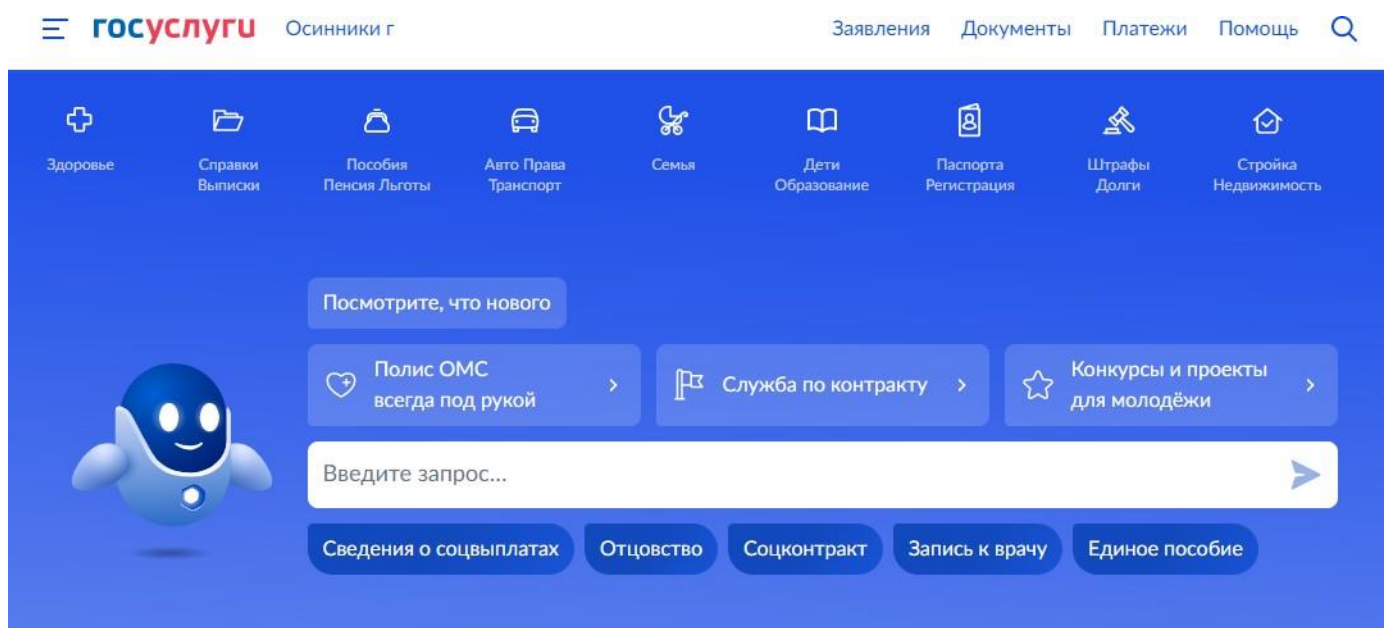 госуслуги Осинники г Заявления Документы Платежи Помощь
Здоровье
Справки
Выписки
Пособия
Пенсия Льготы
Авто Права
Транспорт
Семья
Дети
Образование
Паспорта
Регистрация
Штрафы
Долги
Стройка
Недвижимость
Посмотрите, что нового
Полис ОМС
всегда под рукой
Служба по контракту
Конкурсы и проекты
для молодёжи
Введите запрос...
Сведения о соцвыплатах Отцовство Соцконтракт Запись к врачу Единое пособие